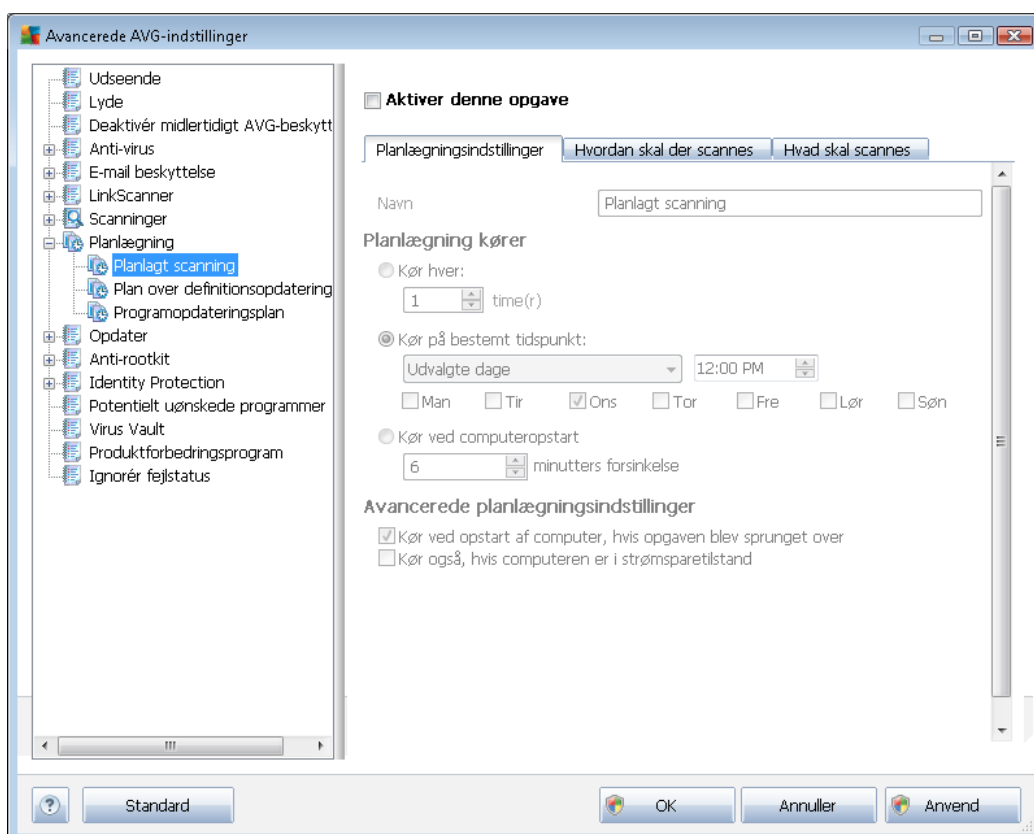 Avancerede AVG-indstillinger
Udseende
Lyde
Deaktivér midlertidigt AVG-beskytt
Anti-virus
E-mail beskyttelse
LinkScanner
Scanninger
Planlægning
Planlagt scanning
Plan over definitionsopdatering
Programopdateringsplan
Opdater
Anti-rootkit
Identity Protection
Potentielt uønskede programmer
Virus Vault
Produktforbedringsprogram
Ignorér fejlstatus
Aktiver denne opgave
Planlægningsindstillinger Hvordan skal der scannes Hvad skal scannes
Navn Planlagt scanning
Planlægning kører
Kør hver:
1 time(r)
Kør på bestemt tidspunkt:
Udvalgte dage 12:00 PM
Man Tir Ons Tor Fre Lør Søn
Kør ved computeropstart
6 minutters forsinkelse
Avancerede planlægningsindstillinger
Kør ved opstart af computer, hvis opgaven blev sprunget over
Kør også, hvis computeren er i strømsparetilstand
? Standard OK Annuller Anvend